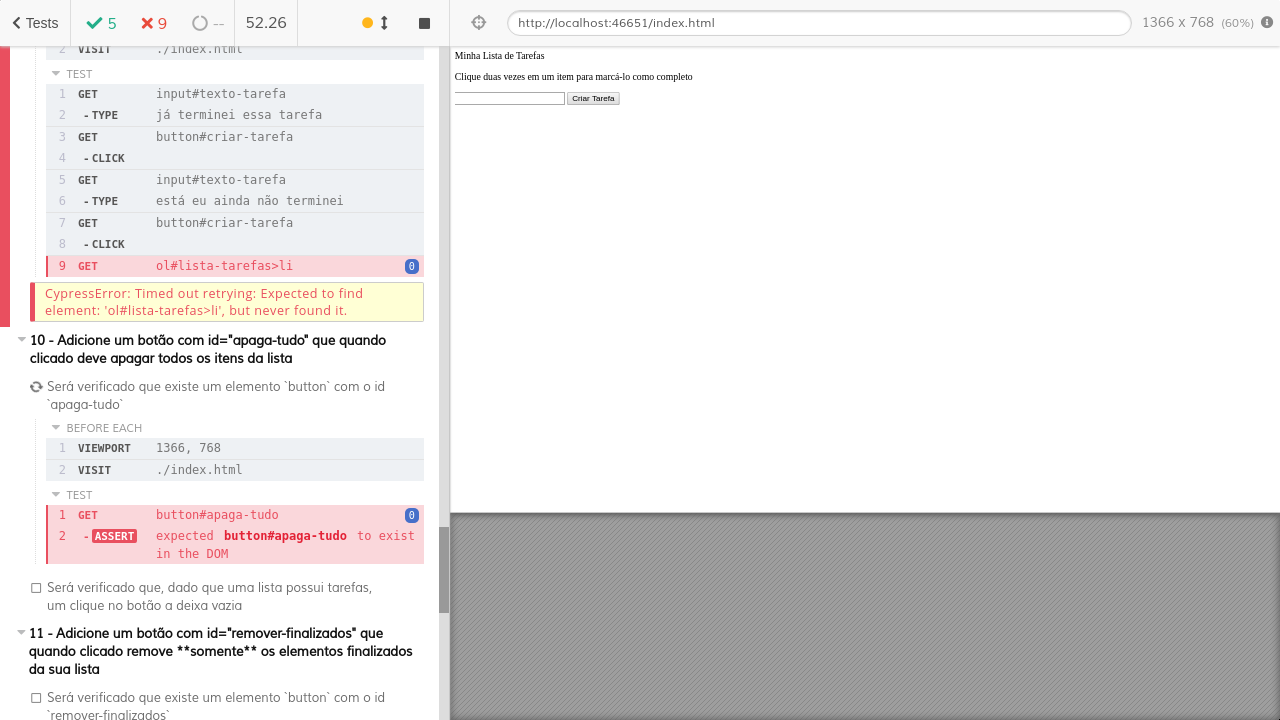 Tests 5 9 -- 52.26
2 VISIT ./index.html
TEST
1 GET input#texto-tarefa
2 -TYPE já terminei essa tarefa
3 GET button#criar-tarefa
4 -CLICK
5 GET input#texto-tarefa
6 -TYPE está eu ainda não terminei
7 GET button#criar-tarefa
8 -CLICK
9 GET ol#lista-tarefas>li 0
CypressError: Timed out retrying: Expected to find
element: 'ol#lista-tarefas>li', but never found it.
10 - Adicione um botão com id="apaga-tudo" que quando
clicado deve apagar todos os itens da lista
Será verificado que existe um elemento `button` com o id
`apaga-tudo`
BEFORE EACH
1 VIEWPORT 1366, 768
2 VISIT ./index.html
TEST
1 GET button#apaga-tudo 0
2 -ASSERT expected button#apaga-tudo to exist
in the DOM
Será verificado que, dado que uma lista possui tarefas,
um clique no botão a deixa vazia
11 - Adicione um botão com id="remover-finalizados" que
quando clicado remove **somente** os elementos finalizados
da sua lista
Será verificado que existe um elemento `button` com o id
`remover-finalizados`
http://localhost:46651/index.html 1366 x 768 (60%)
Minha Lista de Tarefas
Clique duas vezes em um item para marcá-lo como completo
Criar Tarefa